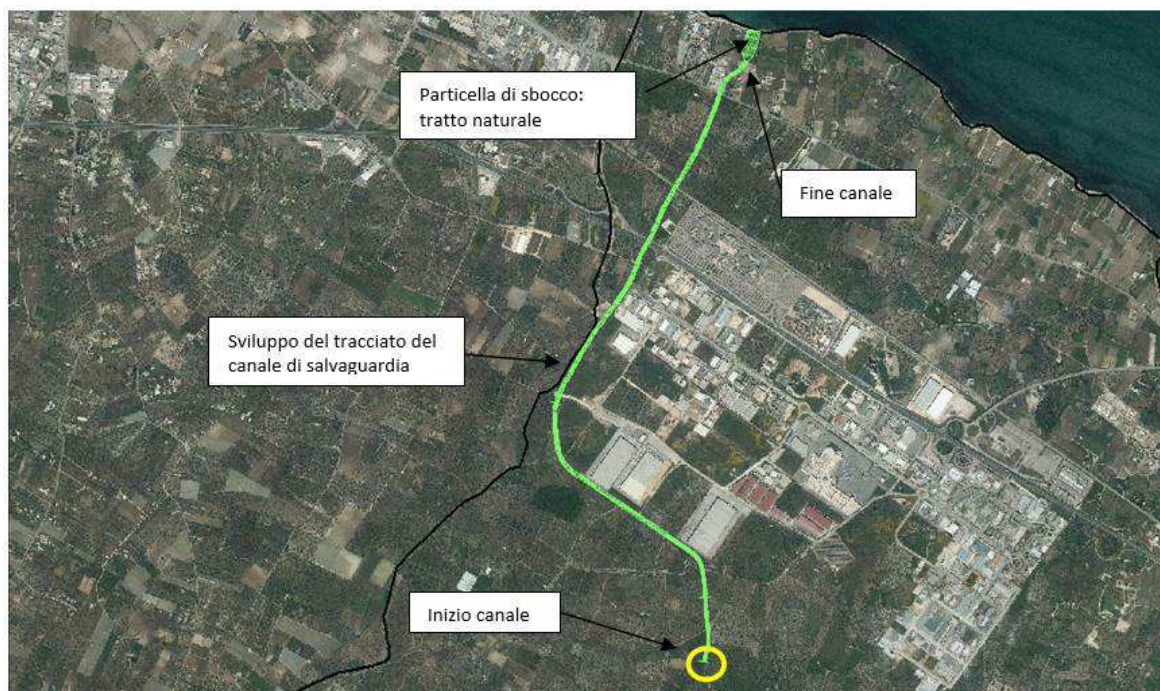 Particella di sbocco:
tratto naturale
Fine canale
Sviluppo del tracciato del
canale di salvaguardia
Inizio canale